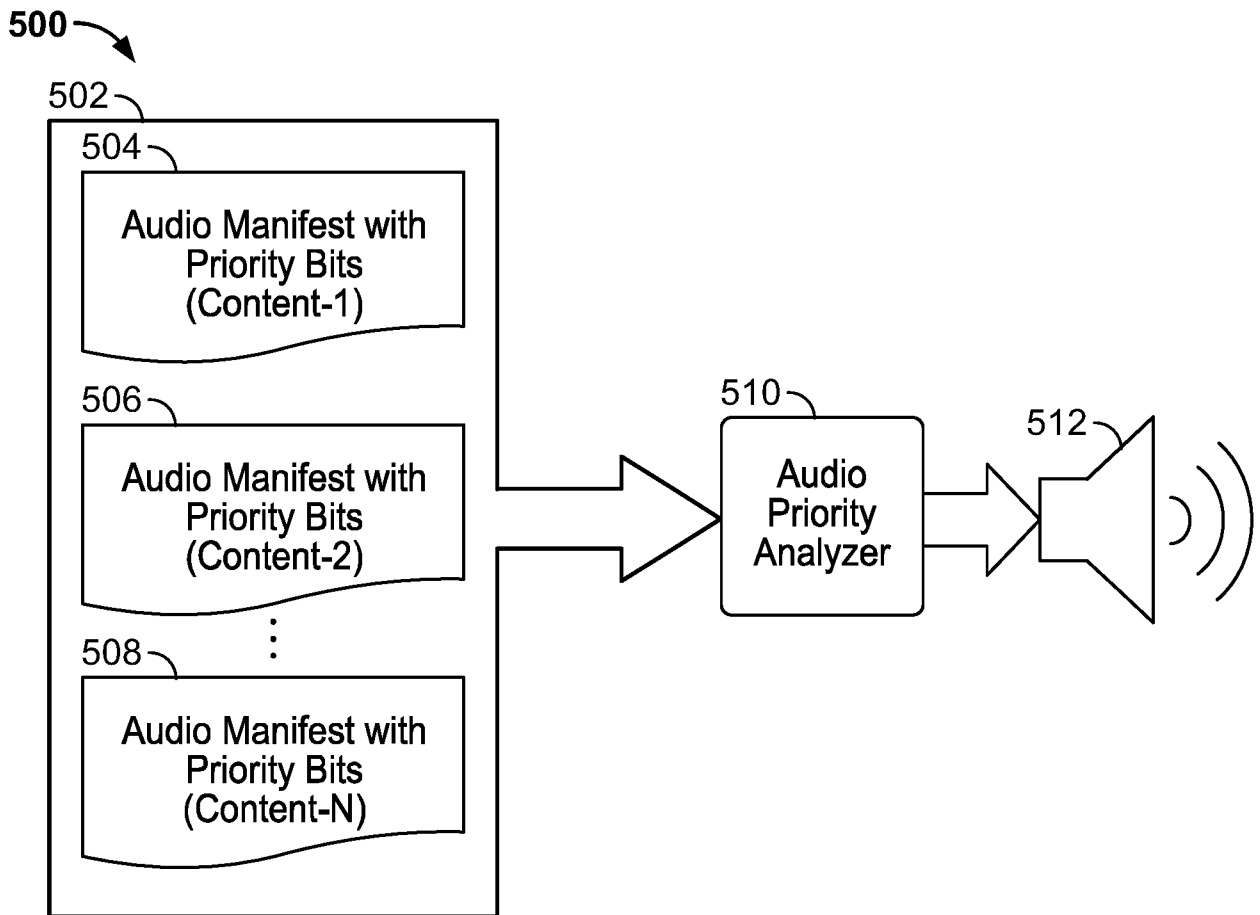 500
502
504
Audio Manifest with
Priority Bits
(Content-1)
506
Audio Manifest with
Priority Bits
(Content-2)
508
Audio Manifest with
Priority Bits
(Content-N)
510
Audio
Priority
Analyzer
512